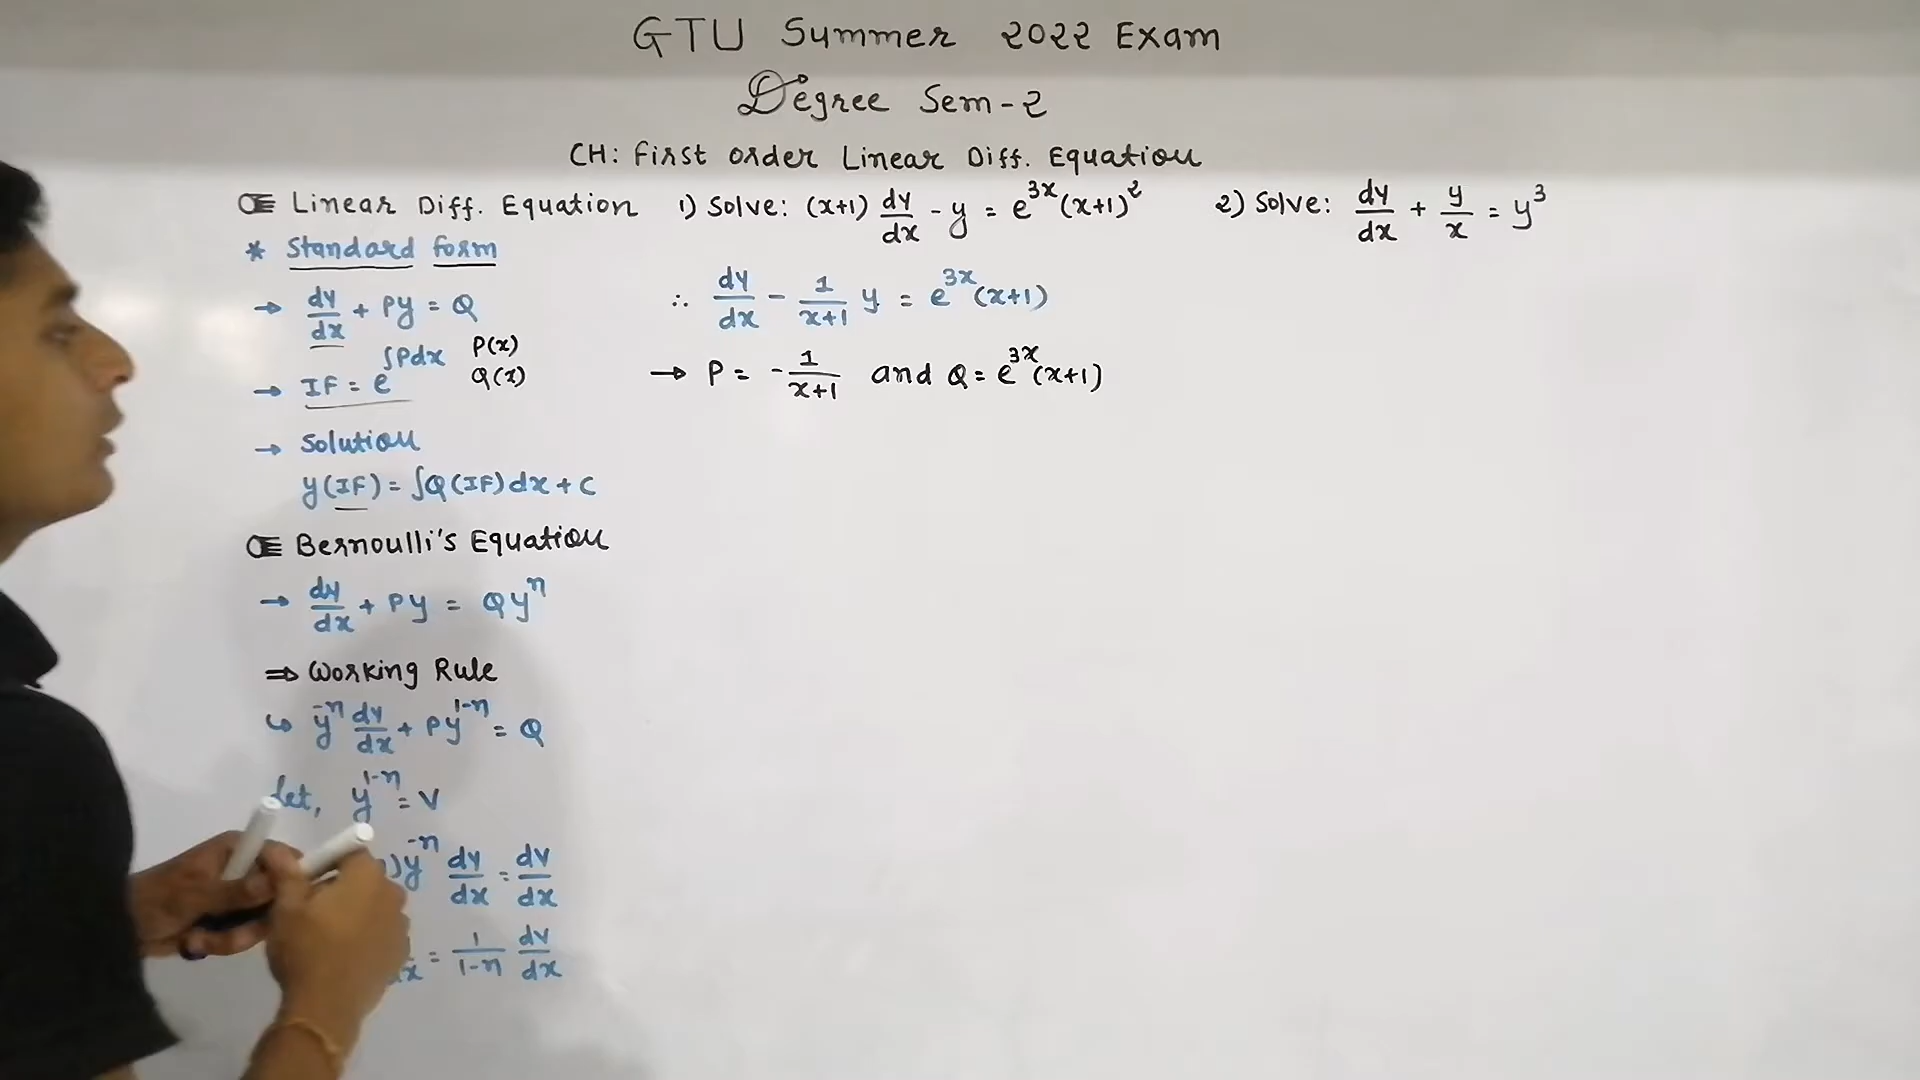 GTU Summer 2022 Exam
Degree Sem-2
CH: First Order Linear Diff. Equation
Linear Diff. Equation
* Standard form
→ dy/dx + Py = Q
→ IF = e^∫Pdx
P(x)
Q(x)
→ Solution
y(IF) = ∫Q(IF)dx + C
Bernoulli's Equation
→ dy/dx + Py = Qy^n
⇒ Working Rule
↪ y^-n dy/dx + Py^1-n = Q
Let, y^1-n = v
)y^-n dy/dx = dv/dx
= 1/1-n dv/dx
1) Solve: (x+1) dy/dx - y = e^3x (x+1)^2
∴ dy/dx - 1/x+1 y = e^3x (x+1)
→ P = - 1/x+1 and Q = e^3x (x+1)
2) Solve: dy/dx + y/x = y^3